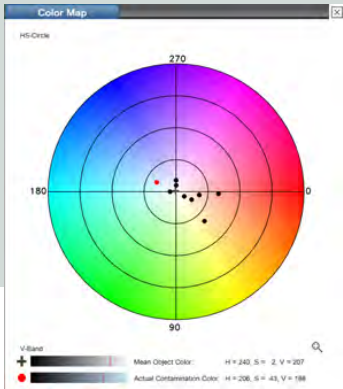 Color Map
HS-Circle
270
180
0
90
V-Band
Mean Object Color: H = 240, S = 2, V = 207
Actual Contamination Color: H = 206, S = 43, V = 198